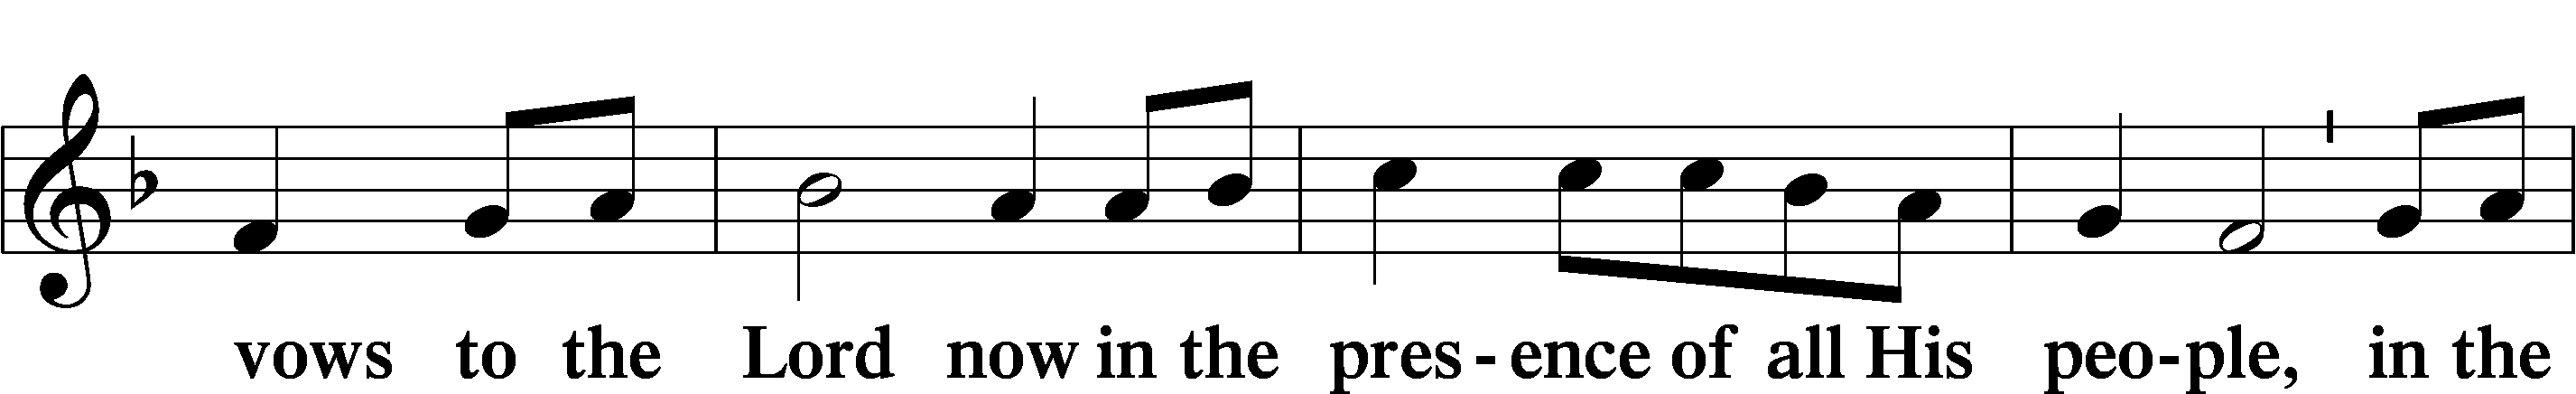 vows to the Lord now in the pres-ence of all His peo-ple, in the